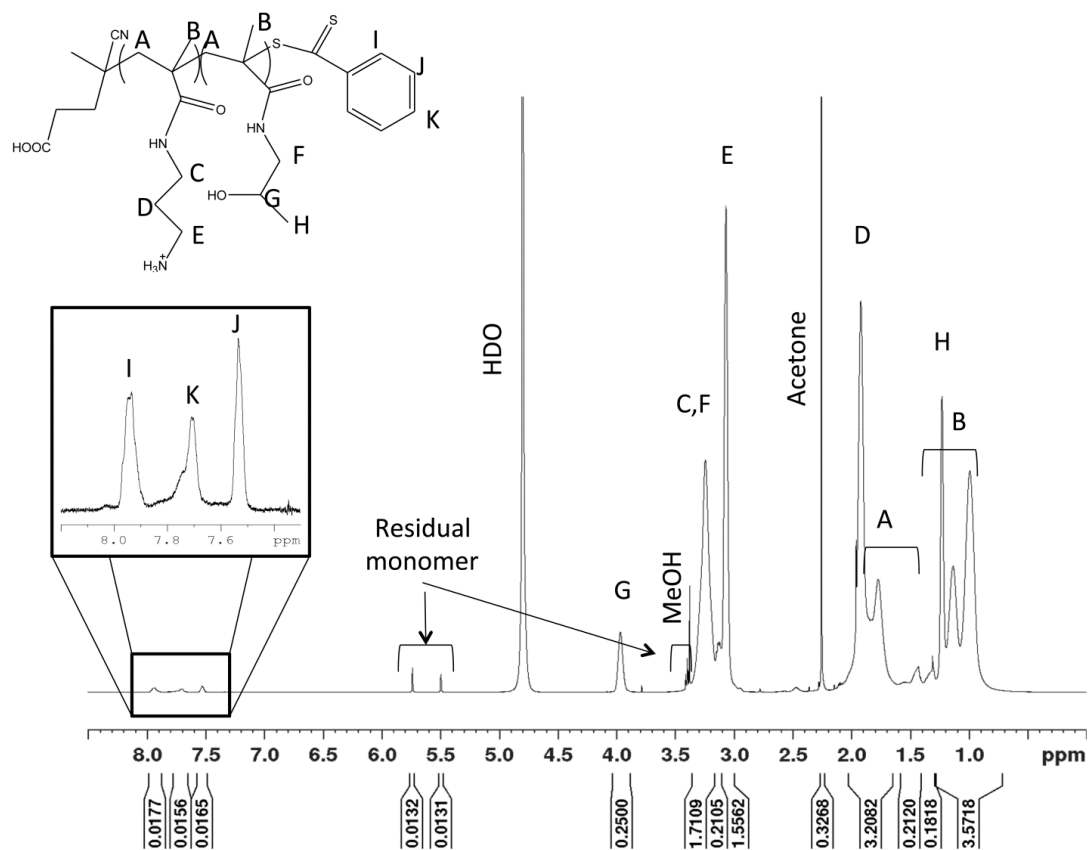 CN
A
B
A
B
S
S
I
J
K
O
O
HOOC
HN
HN
F
C
HO
G
D
H
E
H3N+
E
D
I
K
J
8.0 7.8 7.6 ppm
HDO
Acetone
H
B
C,F
A
Residual
monomer
MeOH
G
8.0 7.5 7.0 6.5 6.0 5.5 5.0 4.5 4.0 3.5 3.0 2.5 2.0 1.5 1.0 ppm
0.0177
0.0156
0.0165
0.0132
0.0131
0.2500
1.7109
0.2105
1.5562
0.3268
3.2082
0.2120
0.1818
3.5718